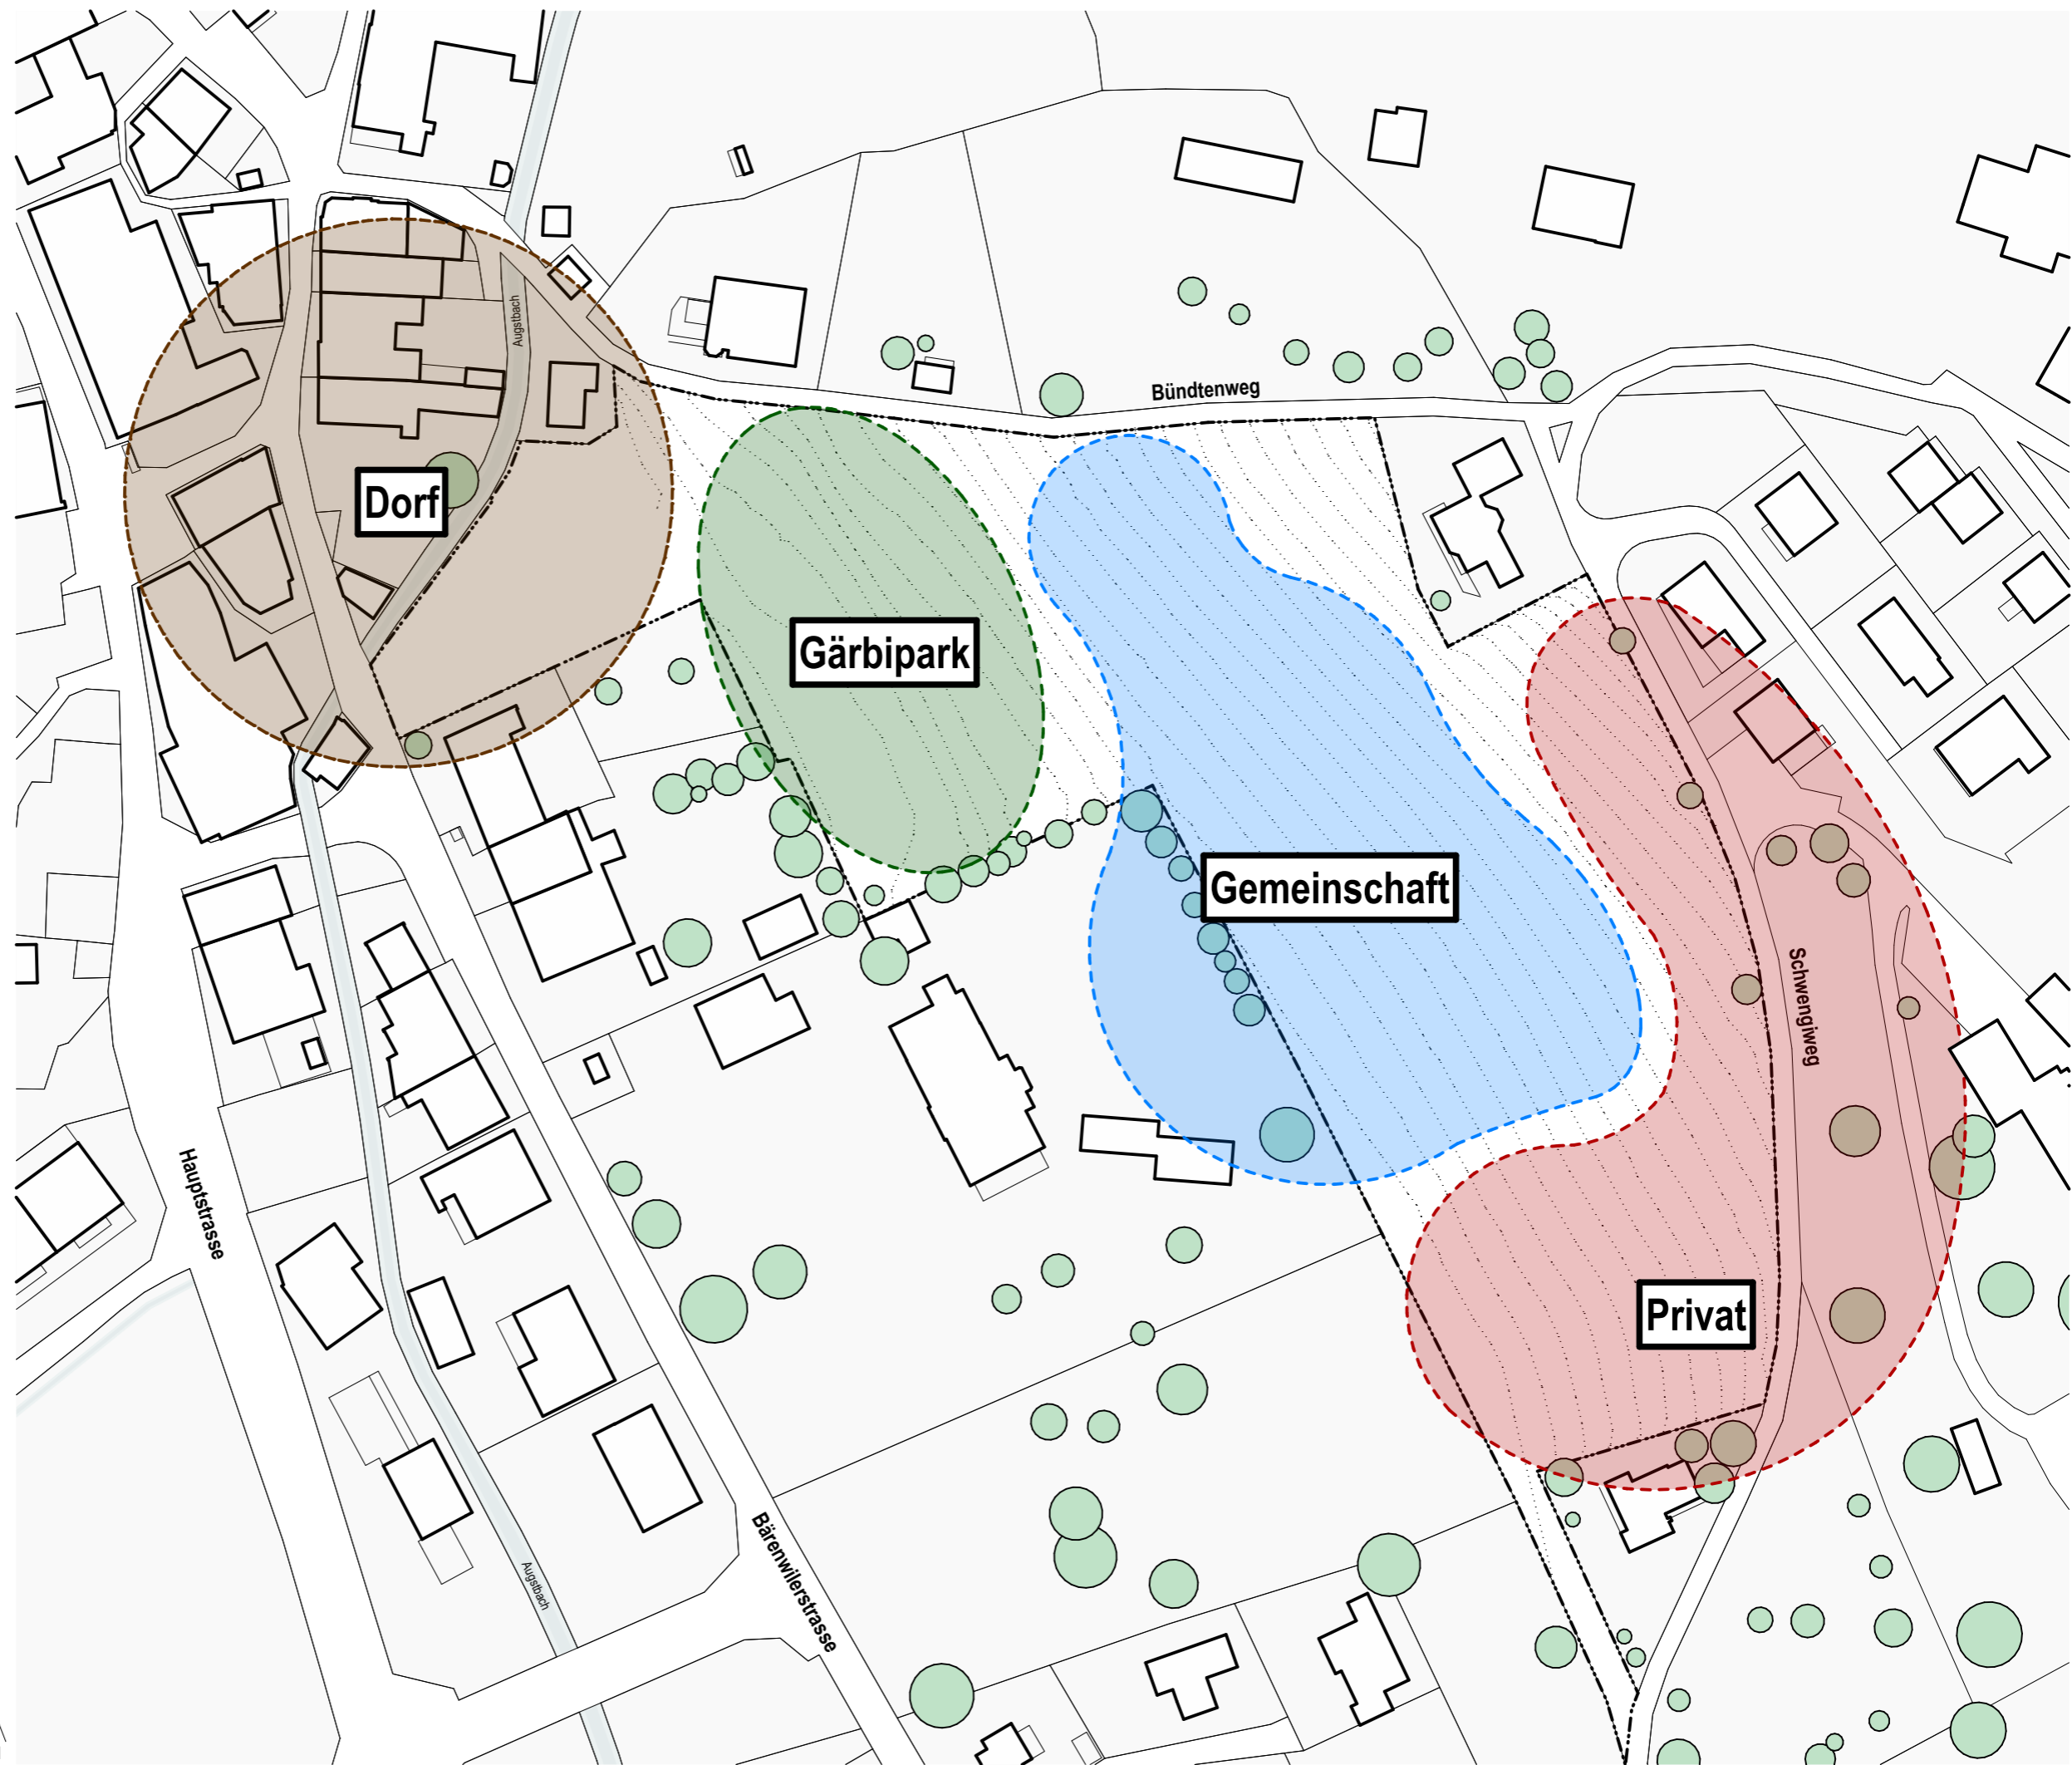 Augstbach
Bündtenweg
Dorf
Gärbipark
Gemeinschaft
Schwengiweg
Hauptstrasse
Privat
Augstbach
Bärenwilerstrasse